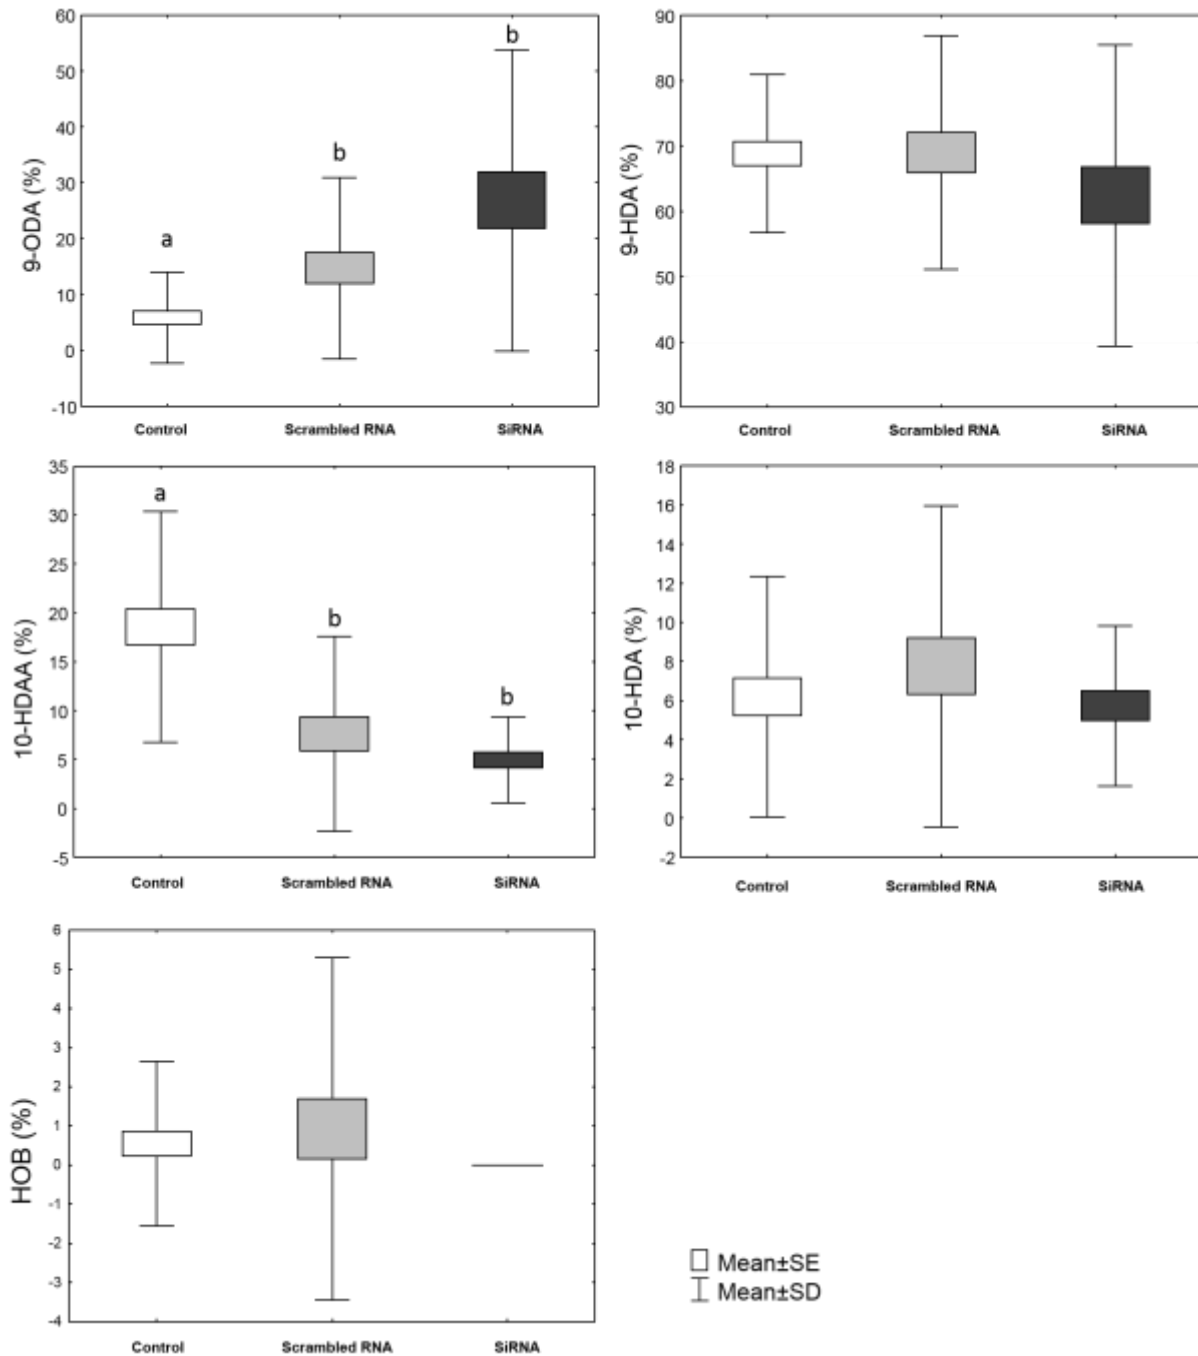 60
50
40
30
20
10
0
-10
9-ODA (%)
a
b
b
Control Scrambled RNA SiRNA
90
80
70
60
50
40
30
9-HDA (%)
Control Scrambled RNA SiRNA
35
30
25
20
15
10
5
0
-5
10-HDAA (%)
a
b
b
Control Scrambled RNA SiRNA
18
16
14
12
10
8
6
4
2
0
-2
10-HDA (%)
Control Scrambled RNA SiRNA
6
5
4
3
2
1
0
-1
-2
-3
-4
HOB (%)
Control Scrambled RNA SiRNA
Mean±SE
Mean±SD